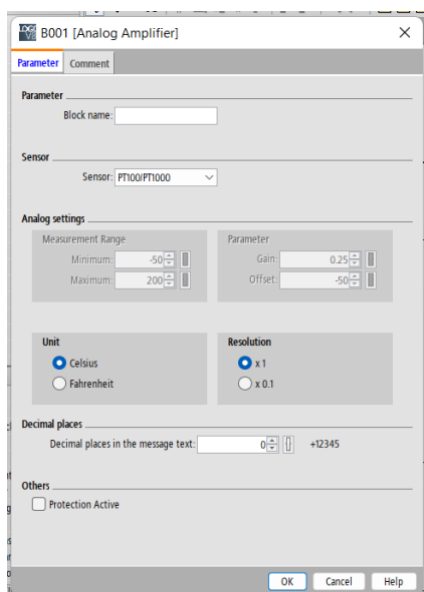 B001 [Analog Amplifier]
Parameter Comment
Parameter
Block name:
Sensor
Sensor: PT100/PT1000
Analog settings
Measurement Range
Minimum: -50
Maximum: 200
Parameter
Gain: 0.25
Offset: -50
Unit
Celsius
Fahrenheit
Resolution
x 1
x 0.1
Decimal places
Decimal places in the message text: 0 +12345
Others
Protection Active
OK Cancel Help